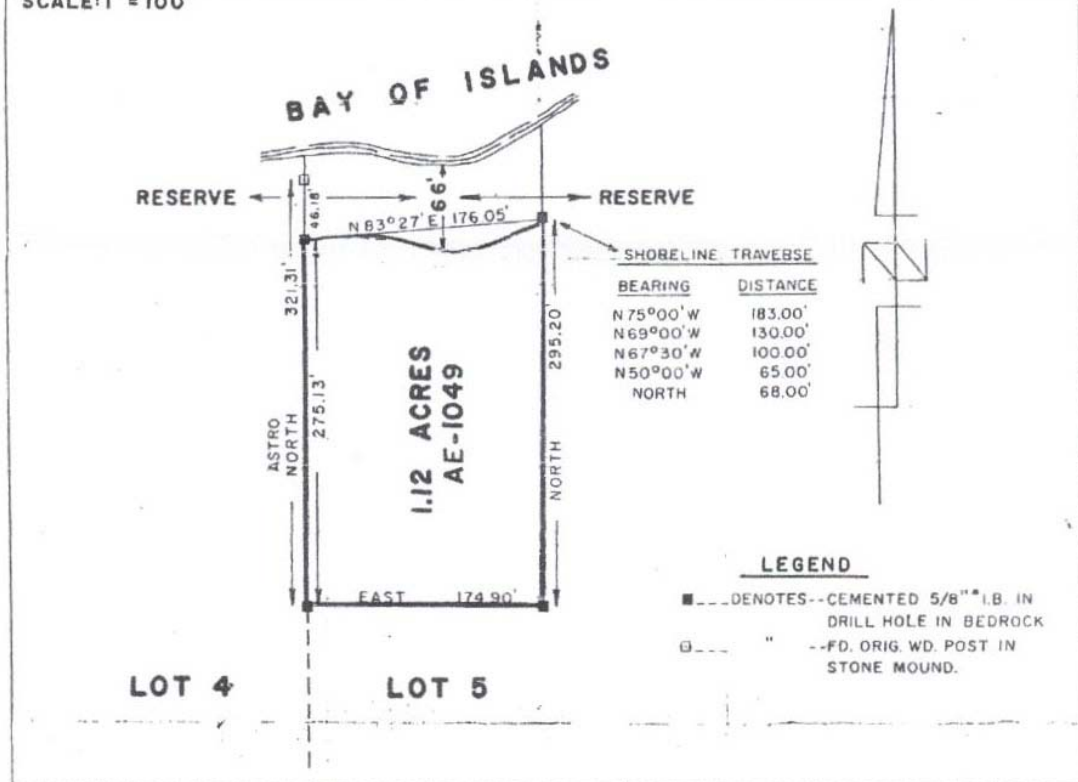 SCALE:1"=100'
BAY OF ISLANDS
RESERVE
66'
RESERVE
46.18'
N 83°27' E 176.05'
SHORELINE TRAVERSE
BEARING DISTANCE
N 75°00' W 183.00'
N 69°00' W 130.00'
N 67°30' W 100.00'
N 50°00' W 65.00'
NORTH 68.00'
321.31'
275.13'
ASTRO
NORTH
1.12 ACRES
AE-1049
295.20'
NORTH
EAST 174.90'
LEGEND
DENOTES--CEMENTED 5/8"ø I.B. IN
DRILL HOLE IN BEDROCK
" --FD. ORIG. WD. POST IN
STONE MOUND.
LOT 4 LOT 5
N